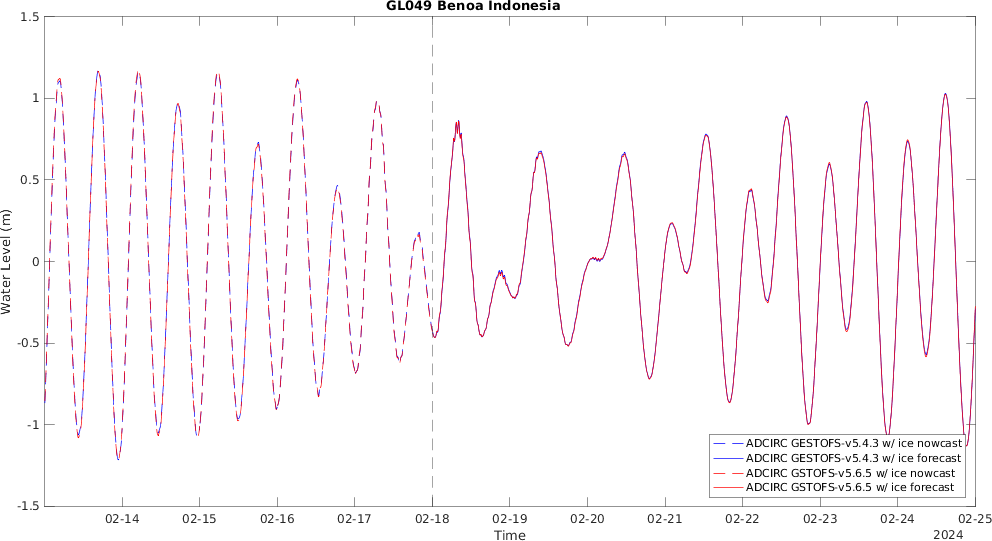 GL049 Benoa Indonesia
1.5
1
0.5
0
-0.5
-1
-1.5
Water Level (m)
ADCIRC GESTOFS-v5.4.3 w/ ice nowcast
ADCIRC GESTOFS-v5.4.3 w/ ice forecast
ADCIRC GSTOFS-v5.6.5 w/ ice nowcast
ADCIRC GSTOFS-v5.6.5 w/ ice forecast
02-14 02-15 02-16 02-17 02-18 02-19 02-20 02-21 02-22 02-23 02-24 02-25
Time
2024